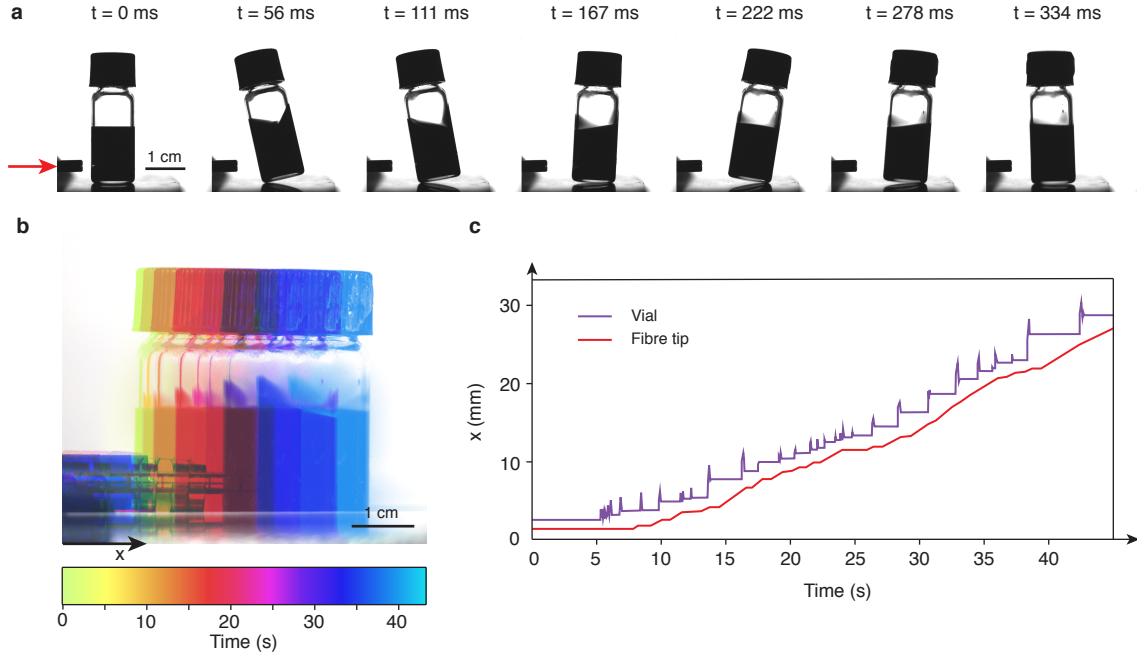 a
t = 0 ms
t = 56 ms
t = 111 ms
t = 167 ms
t = 222 ms
t = 278 ms
t = 334 ms
1 cm
b
1 cm
x
0
10
20
30
40
Time (s)
c
x (mm)
30
20
10
0
Vial
Fibre tip
0
5
10
15
20
25
30
35
40
Time (s)